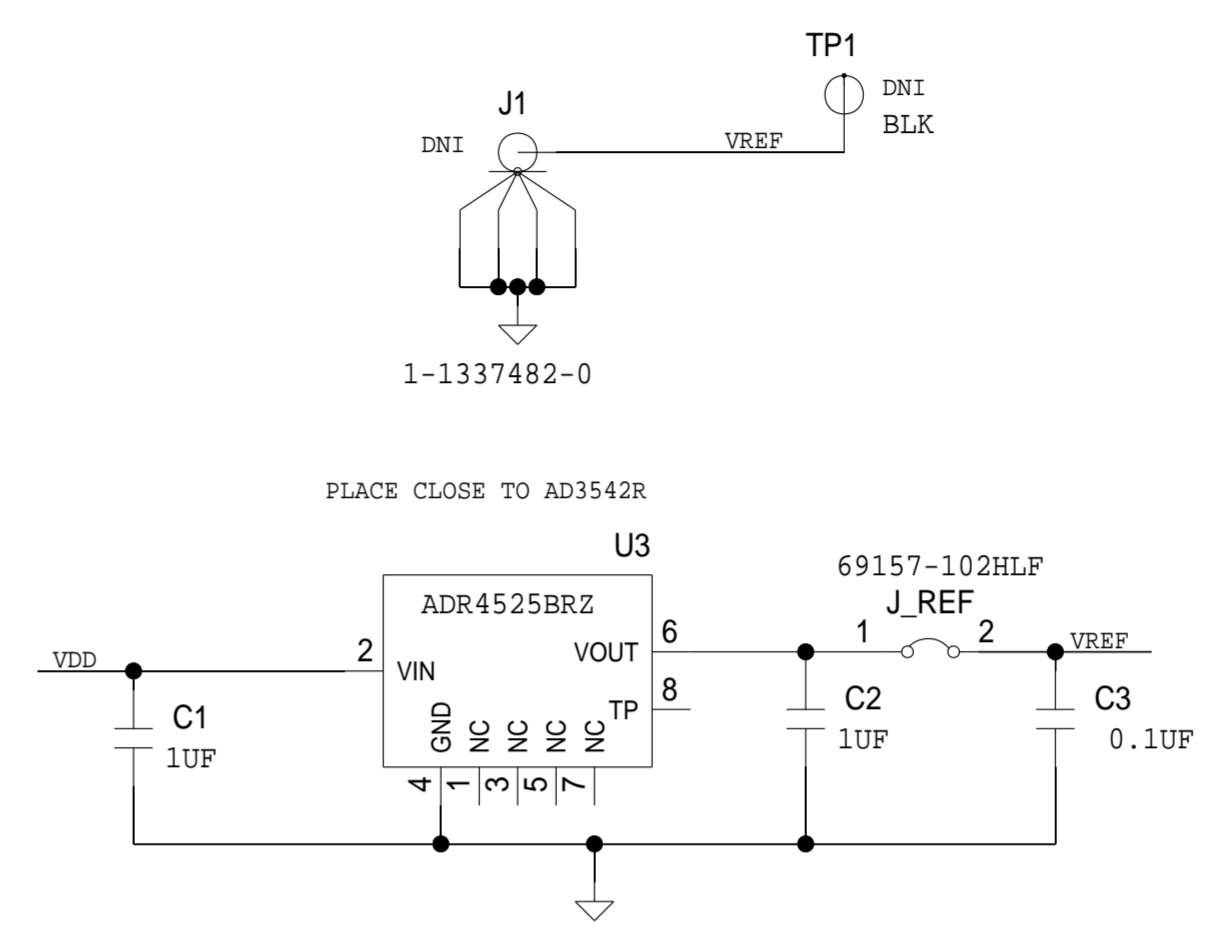 TP1
DNI
BLK
J1
DNI
VREF
1-1337482-0
PLACE CLOSE TO AD3542R
U3
69157-102HLF
J_REF
ADR4525BRZ
VDD
2
VIN
VOUT
6
1
2
VREF
TP
8
GND
NC
NC
NC
NC
4
1
3
5
7
C1
1UF
C2
1UF
C3
0.1UF